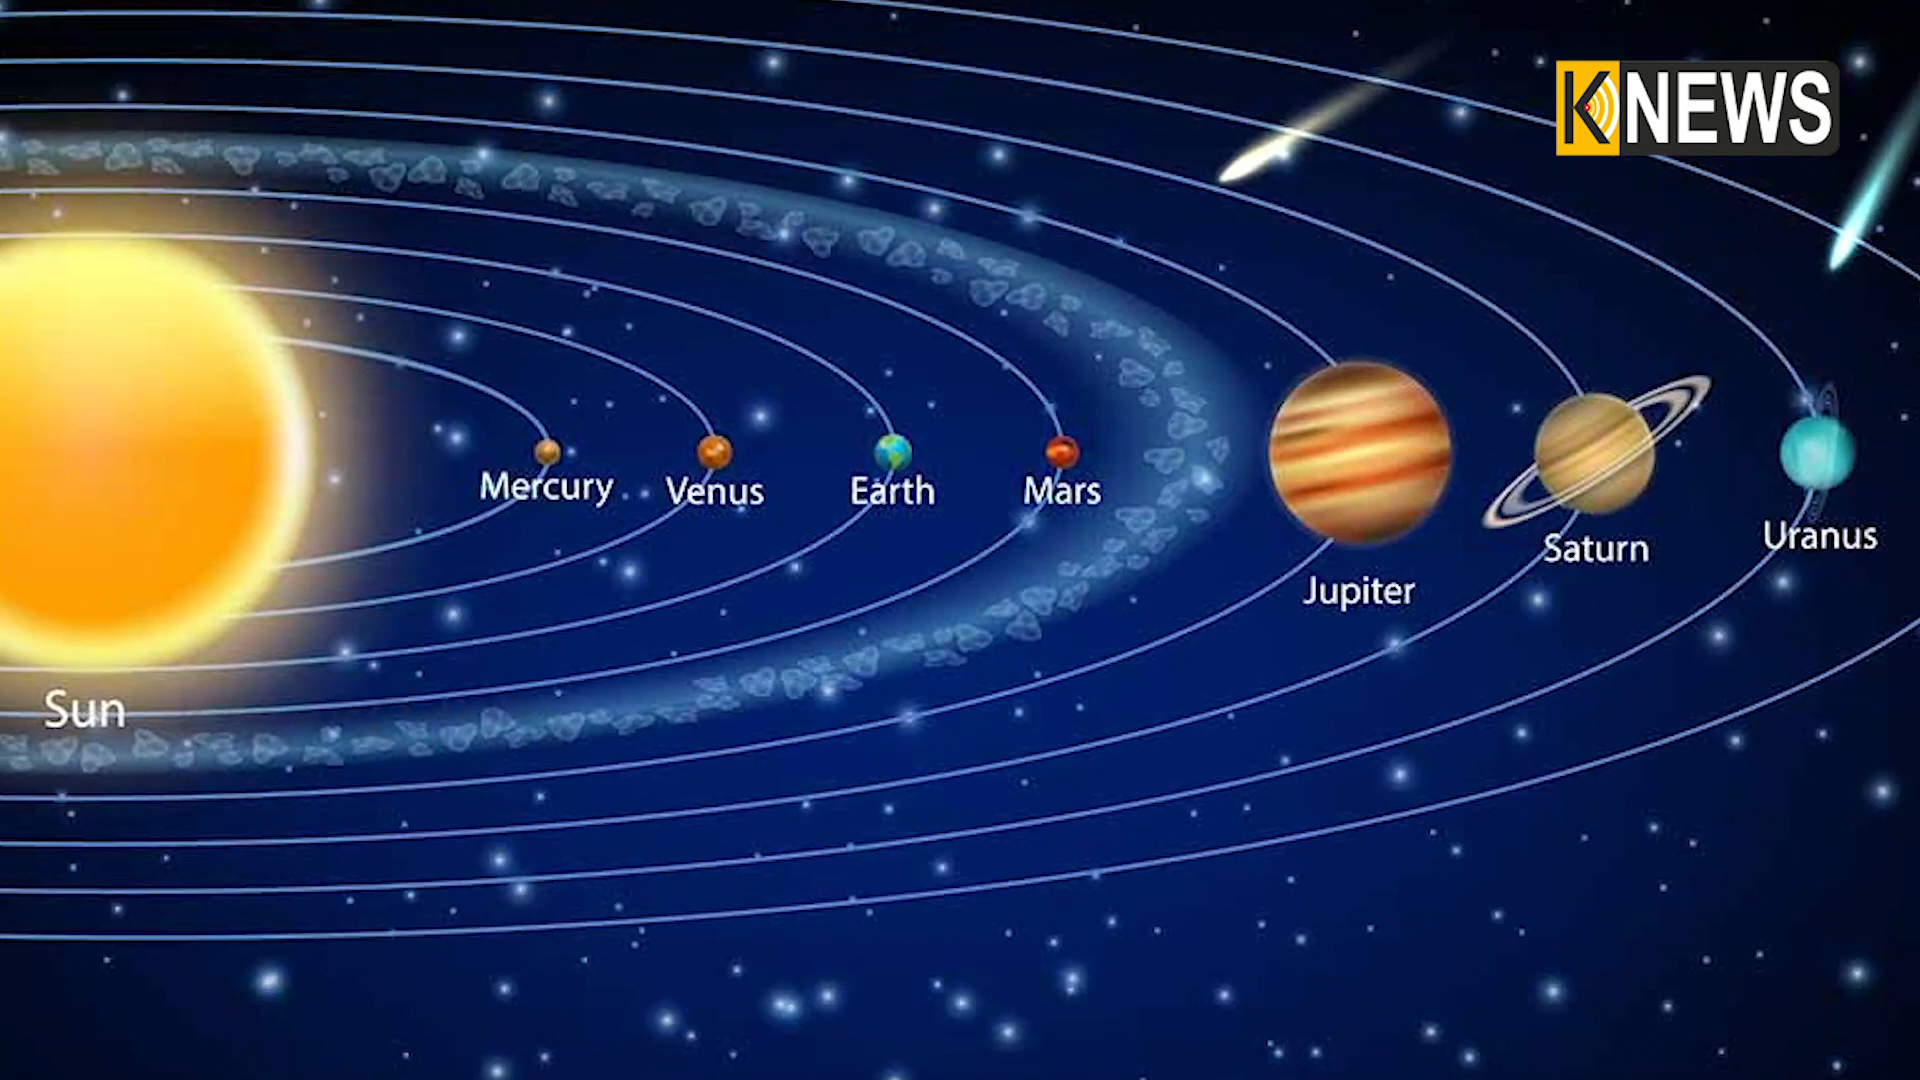 KNEWS
Mercury
Venus
Earth
Mars
Jupiter
Saturn
Uranus
Sun